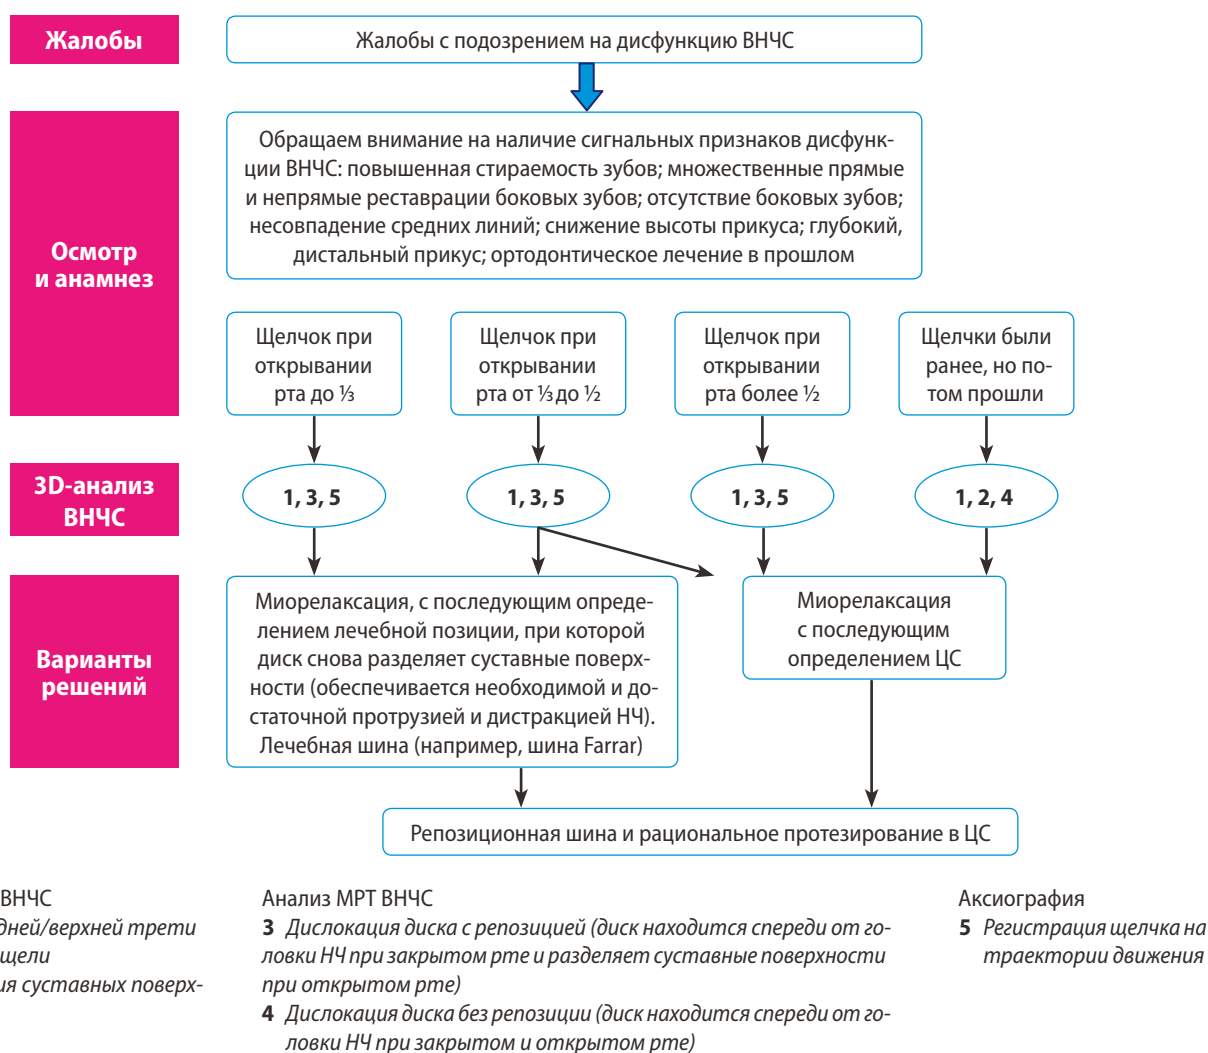 Жалобы
Жалобы с подозрением на дисфункцию ВНЧС
Осмотр
и анамнез
Обращаем внимание на наличие сигнальных признаков дисфунк-
ции ВНЧС: повышенная стираемость зубов; множественные прямые
и непрямые реставрации боковых зубов; отсутствие боковых зубов;
несовпадение средних линий; снижение высоты прикуса; глубокий,
дистальный прикус; ортодонтическое лечение в прошлом
Щелчок при
открывании
рта до ⅓
Щелчок при
открывании
рта от ⅓ до ½
Щелчок при
открывании
рта более ½
Щелчки были
ранее, но по-
том прошли
3D-анализ
ВНЧС
1, 3, 5
1, 3, 5
1, 3, 5
1, 2, 4
Варианты
решений
Миорелаксация, с последующим опреде-
лением лечебной позиции, при которой
диск снова разделяет суставные поверх-
ности (обеспечивается необходимой и до-
статочной протрузией и дистракцией НЧ).
Лечебная шина (например, шина Farrar)
Миорелаксация
с последующим
определением ЦС
Репозиционная шина и рациональное протезирование в ЦС
ВНЧС
дней/верхней трети
щели
ия суставных поверх-
Анализ МРТ ВНЧС
3 Дислокация диска с репозицией (диск находится спереди от го-
ловки НЧ при закрытом рте и разделяет суставные поверхности
при открытом рте)
4 Дислокация диска без репозиции (диск находится спереди от го-
ловки НЧ при закрытом и открытом рте)
Аксиография
5 Регистрация щелчка на
траектории движения